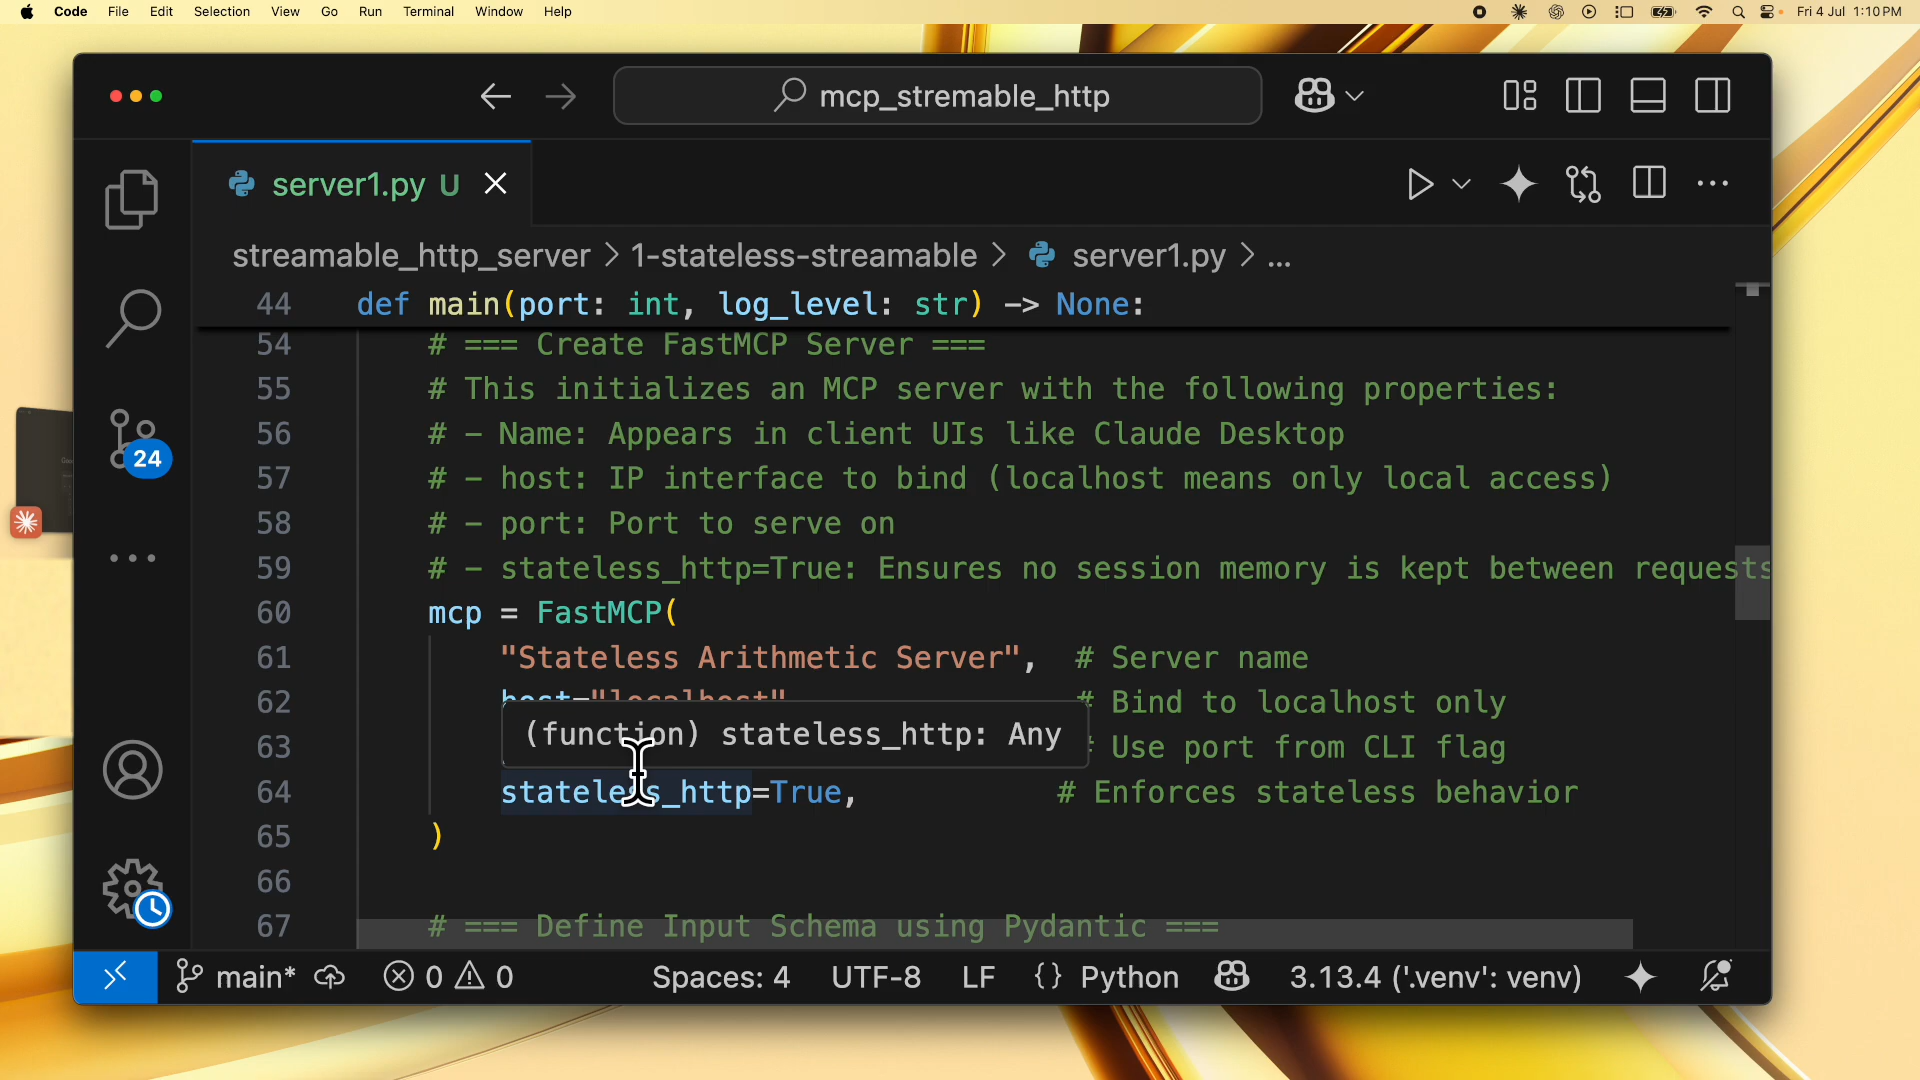 Code File Edit Selection View Go Run Terminal Window Help Fri 4 Jul 1:10 PM
mcp_stremable_http
server1.py U
streamable_http_server > 1-stateless-streamable > server1.py > ...
44 def main(port: int, log_level: str) -> None:
54 # === Create FastMCP Server ===
55 # This initializes an MCP server with the following properties:
56 # - Name: Appears in client UIs like Claude Desktop
57 # - host: IP interface to bind (localhost means only local access)
58 # - port: Port to serve on
59 # - stateless_http=True: Ensures no session memory is kept between requests
60 mcp = FastMCP(
61 "Stateless Arithmetic Server", # Server name
62 host="localhost" # Bind to localhost only
(function) stateless_http: Any
63 # Use port from CLI flag
64 stateless_http=True, # Enforces stateless behavior
65 )
66
67 # === Define Input Schema using Pydantic ===
24
main* 0 0 Spaces: 4 UTF-8 LF {} Python 3.13.4 ('.venv': venv)